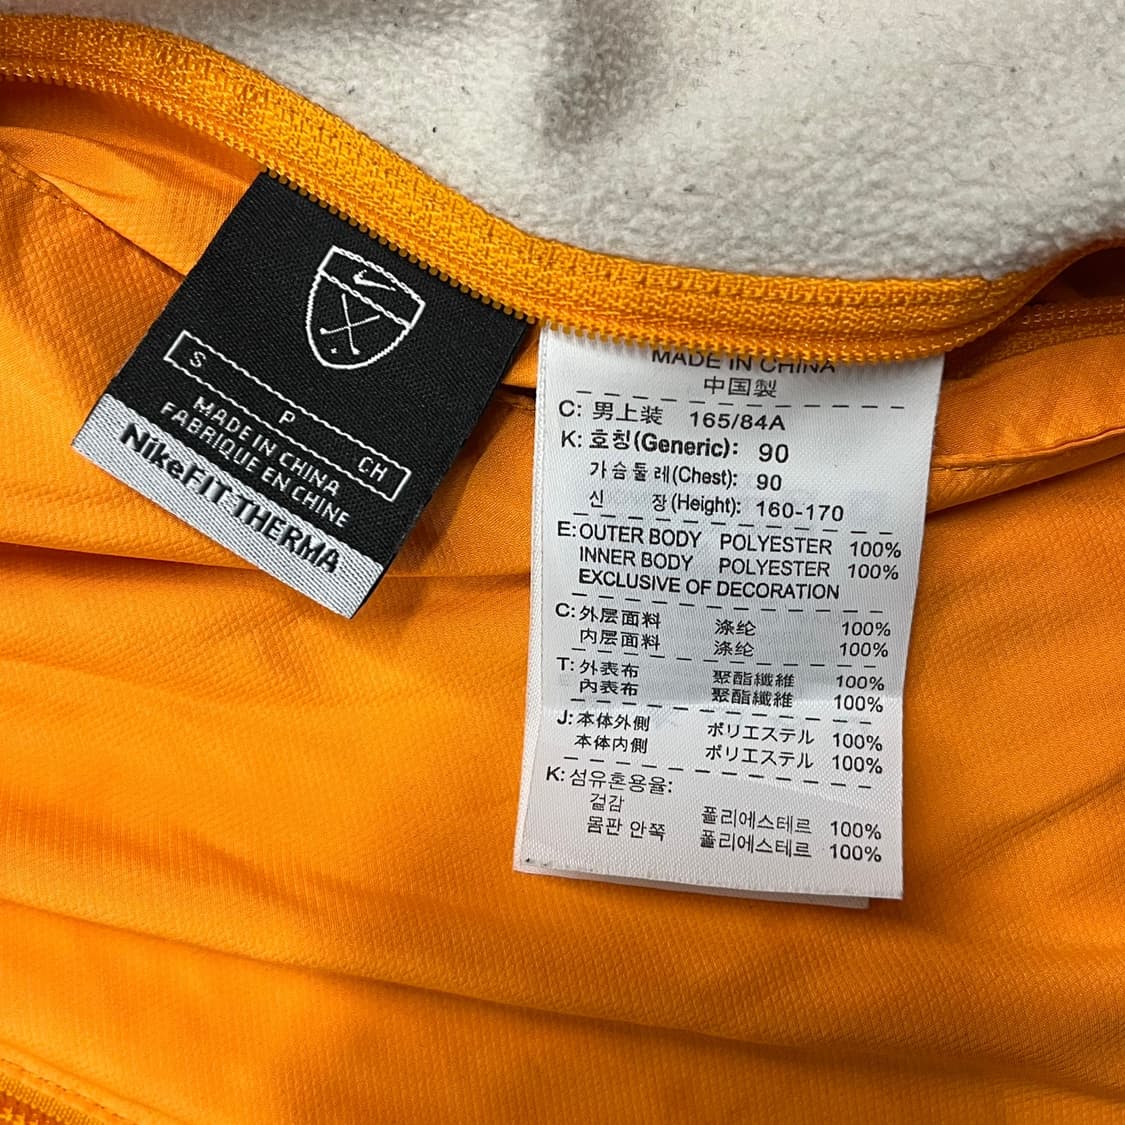 S
P
CH
MADE IN CHINA
FABRIQUE EN CHINE
NikeFIT-THERMA
MADE IN CHINA
中国製
C: 男上装 165/84A
K: 호칭(Generic): 90
가슴둘레(Chest): 90
신 장(Height): 160-170
E: OUTER BODY POLYESTER 100%
INNER BODY POLYESTER 100%
EXCLUSIVE OF DECORATION
C: 外层面料 涤纶 100%
内层面料 涤纶 100%
T: 外表布 聚酯纖維 100%
內表布 聚酯纖維 100%
J: 本体外側 ポリエステル 100%
本体内側 ポリエステル 100%
K: 섬유혼용율:
겉감 폴리에스테르 100%
몸판 안쪽 폴리에스테르 100%